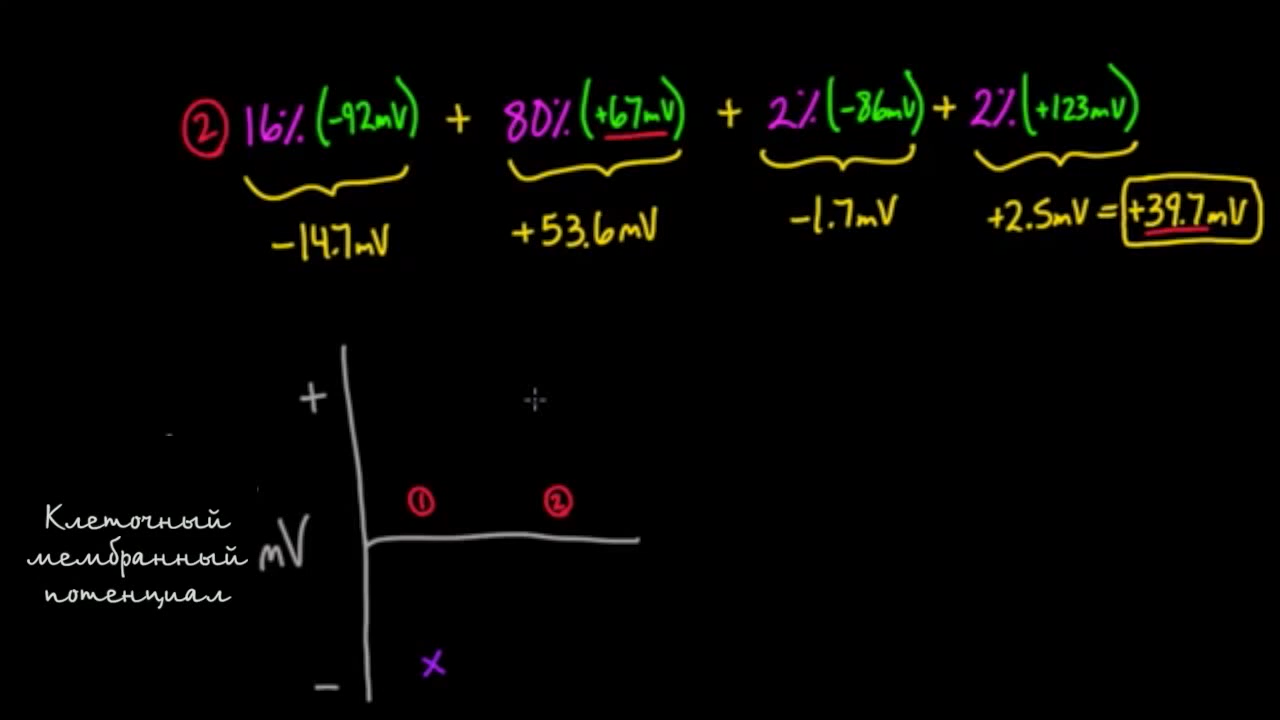 ② 16% (-92mV) + 80% (+67mV) + 2% (-86mV) + 2% (+123mV)
-14.7mV +53.6mV -1.7mV +2.5mV = +39.7mV
+
① ②
Клеточный
мембранный
потенциал
mV
x
-